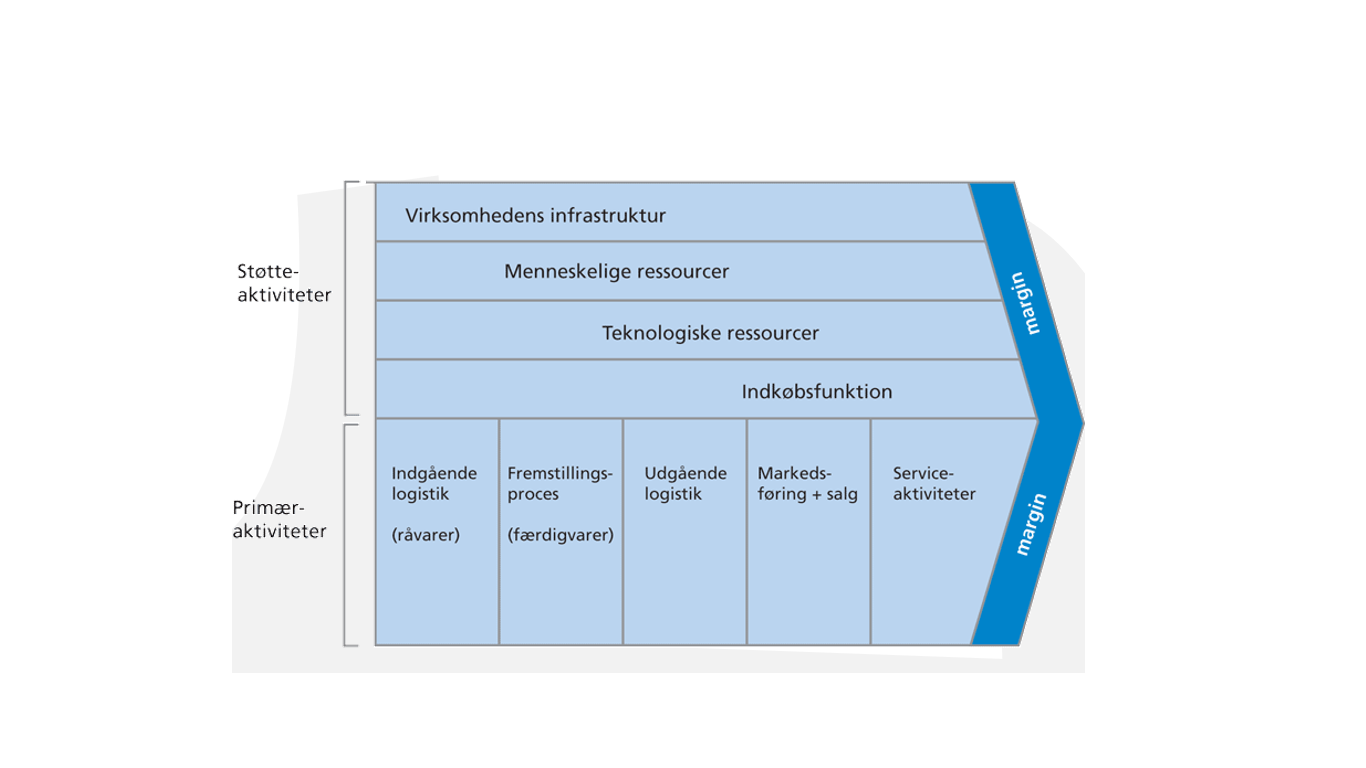 Støtte-
aktiviteter
Virksomhedens infrastruktur
Menneskelige ressourcer
Teknologiske ressourcer
Indkøbsfunktion
margin
Primær-
aktiviteter
Indgående
logistik
(råvarer)
Fremstillings-
proces
(færdigvarer)
Udgående
logistik
Markeds-
føring + salg
Service-
aktiviteter
margin